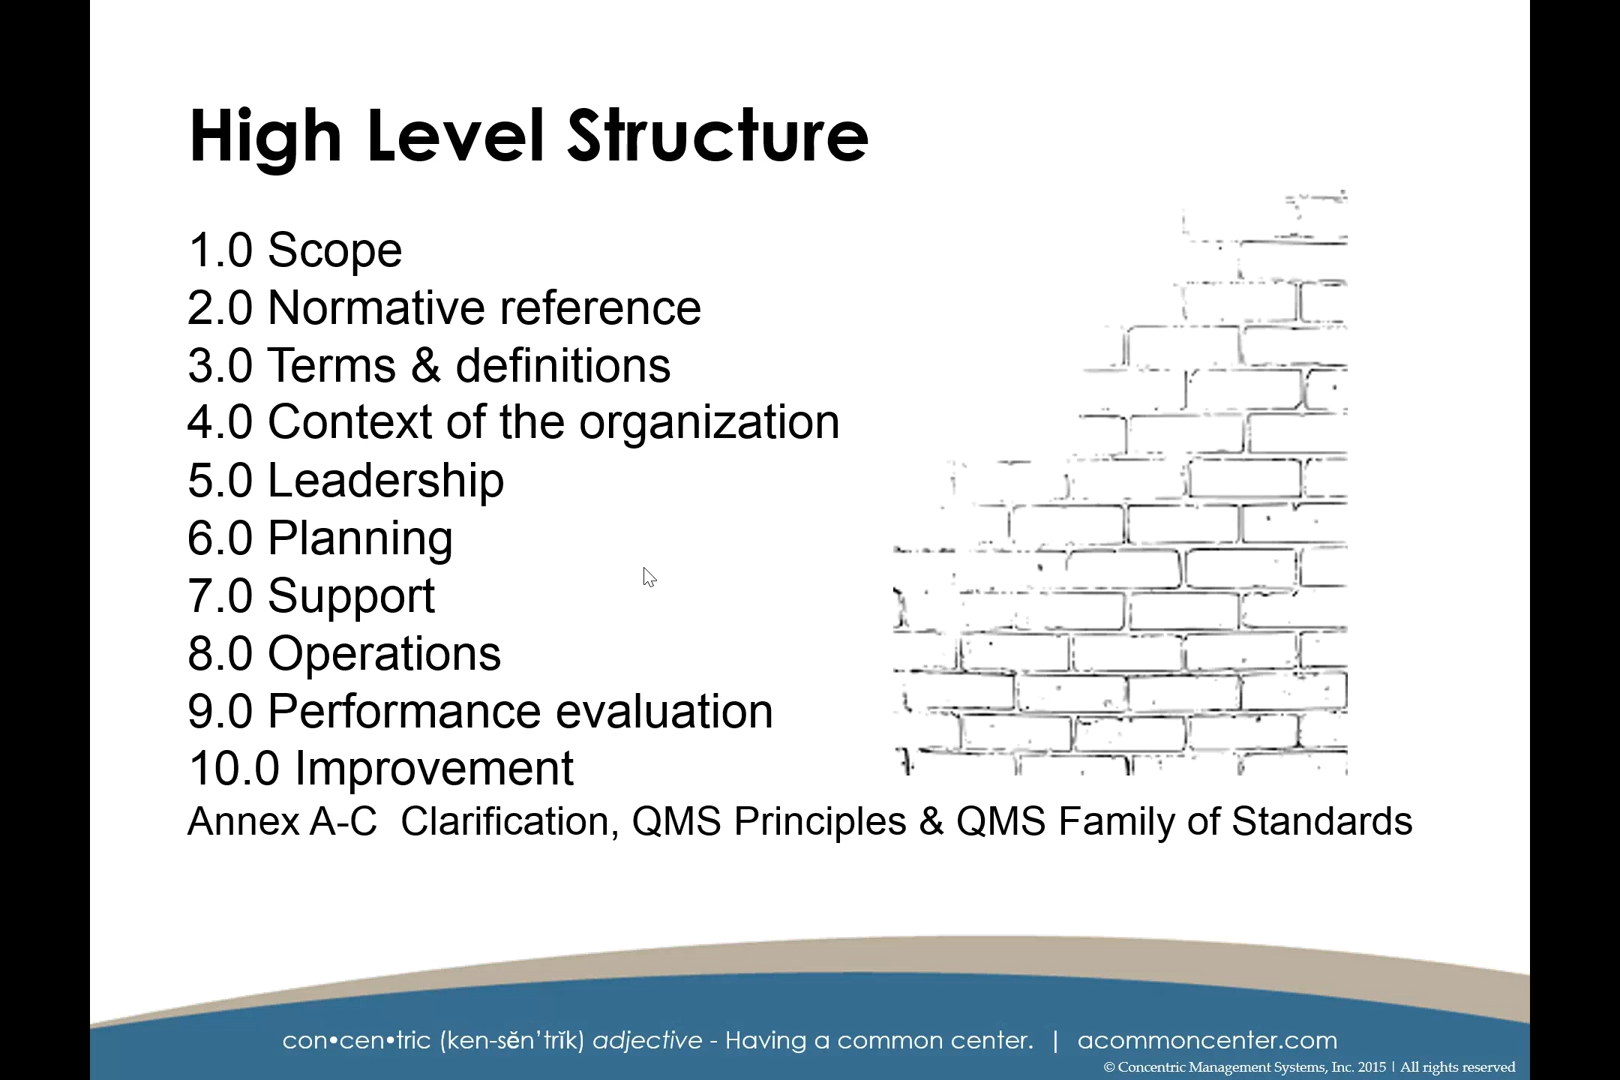 High Level Structure
1.0 Scope
2.0 Normative reference
3.0 Terms & definitions
4.0 Context of the organization
5.0 Leadership
6.0 Planning
7.0 Support
8.0 Operations
9.0 Performance evaluation
10.0 Improvement
Annex A-C  Clarification, QMS Principles & QMS Family of Standards
con•cen•tric (ken-sĕn’trĭk) adjective - Having a common center.  |  acommoncenter.com
© Concentric Management Systems, Inc. 2015 | All rights reserved